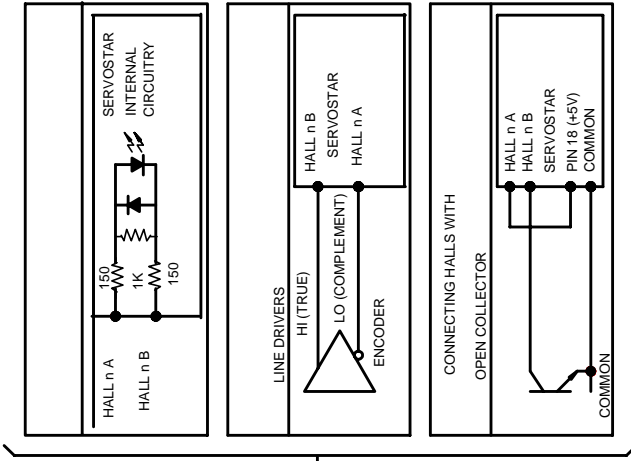 SERVOSTAR
INTERNAL
CIRCUITRY
150
1K
150
HALL n A
HALL n B
LINE DRIVERS
HI (TRUE)
LO (COMPLEMENT)
ENCODER
HALL n B
SERVOSTAR
HALL n A
CONNECTING HALLS WITH
OPEN COLLECTOR
HALL n A
HALL n B
SERVOSTAR
PIN 18 (+5V)
COMMON
COMMON